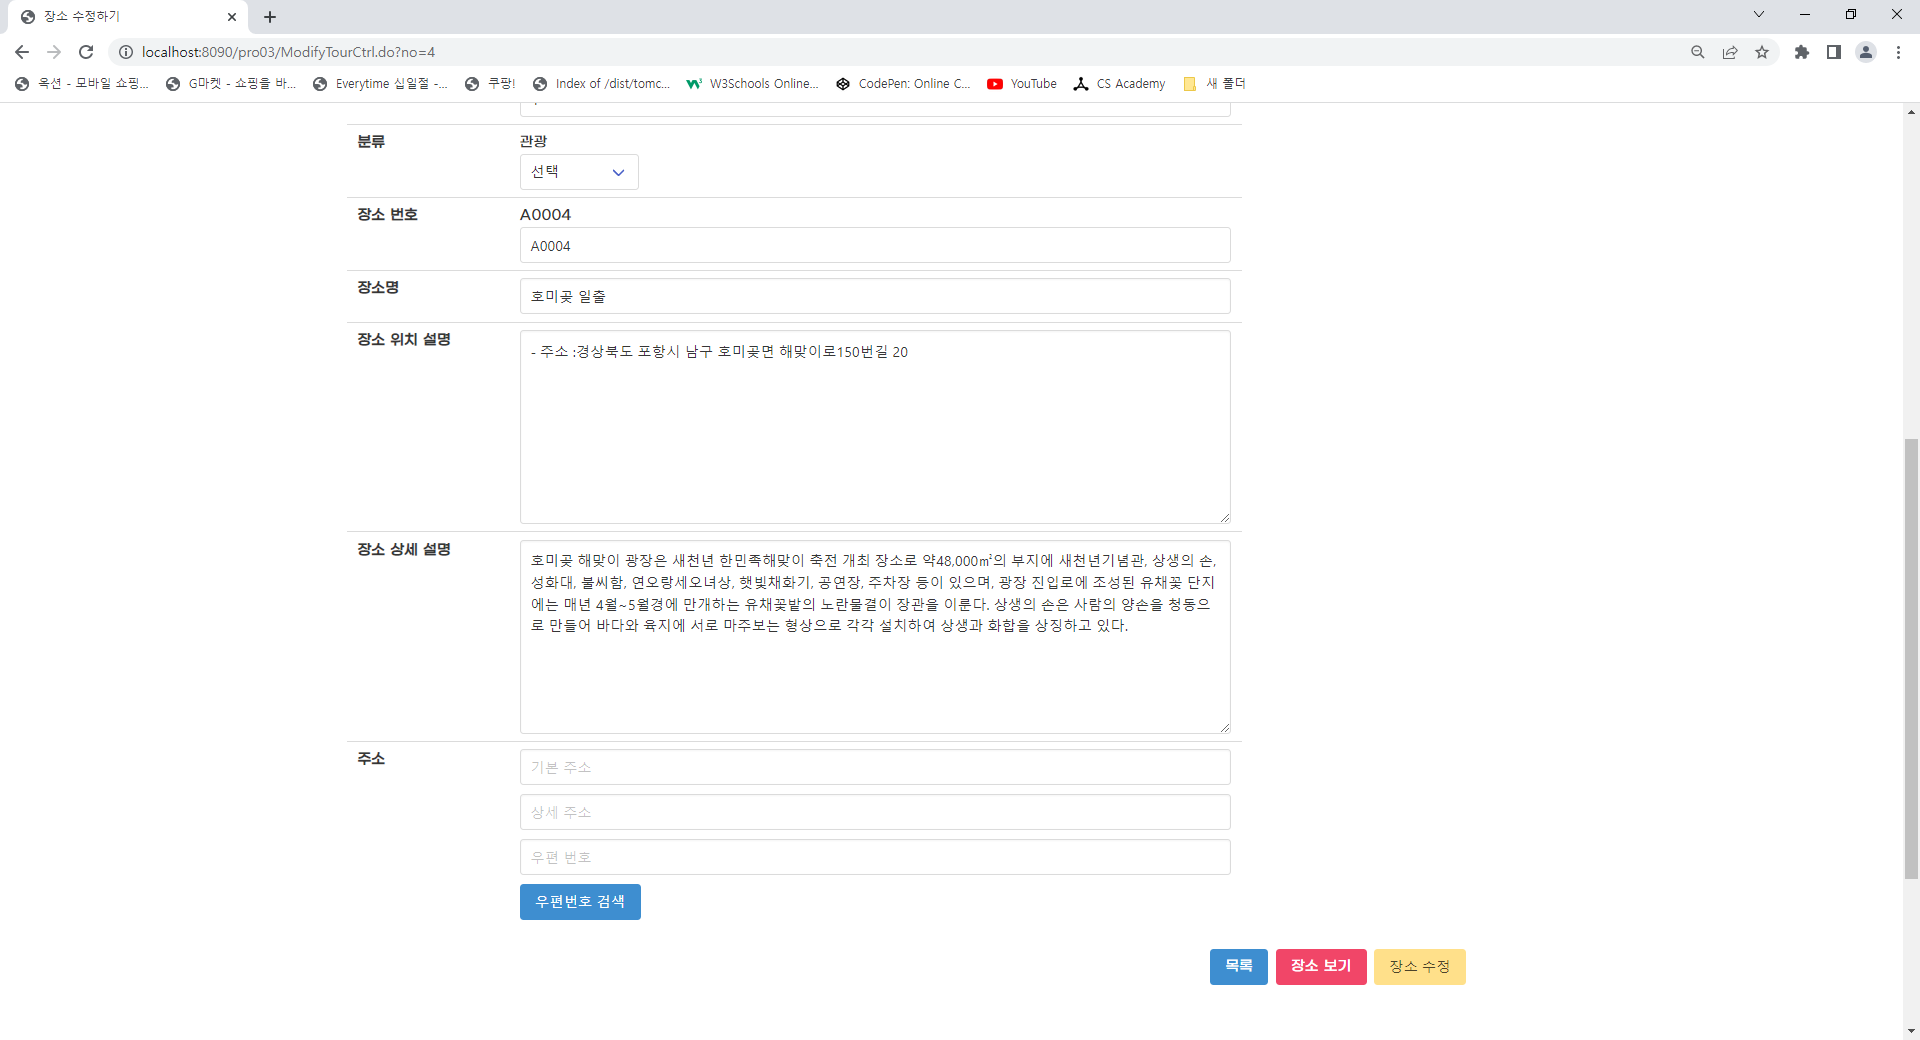 장소 수정하기
localhost:8090/pro03/ModifyTourCtrl.do?no=4
옥션 - 모바일 쇼핑... G마켓 - 쇼핑을 바... Everytime 십일절 -... 쿠팡! Index of /dist/tomc... W3Schools Online... CodePen: Online C... YouTube CS Academy 새 폴더
분류 관광
선택
장소 번호 A0004
A0004
장소명 호미곶 일출
장소 위치 설명
- 주소 :경상북도 포항시 남구 호미곶면 해맞이로150번길 20
장소 상세 설명
호미곶 해맞이 광장은 새천년 한민족해맞이 축전 개최 장소로 약48,000㎡의 부지에 새천년기념관, 상생의 손,
성화대, 불씨함, 연오랑세오녀상, 햇빛채화기, 공연장, 주차장 등이 있으며, 광장 진입로에 조성된 유채꽃 단지
에는 매년 4월~5월경에 만개하는 유채꽃밭의 노란물결이 장관을 이룬다. 상생의 손은 사람의 양손을 청동으
로 만들어 바다와 육지에 서로 마주보는 형상으로 각각 설치하여 상생과 화합을 상징하고 있다.
주소 기본 주소
상세 주소
우편 번호
우편번호 검색
목록 장소 보기 장소 수정